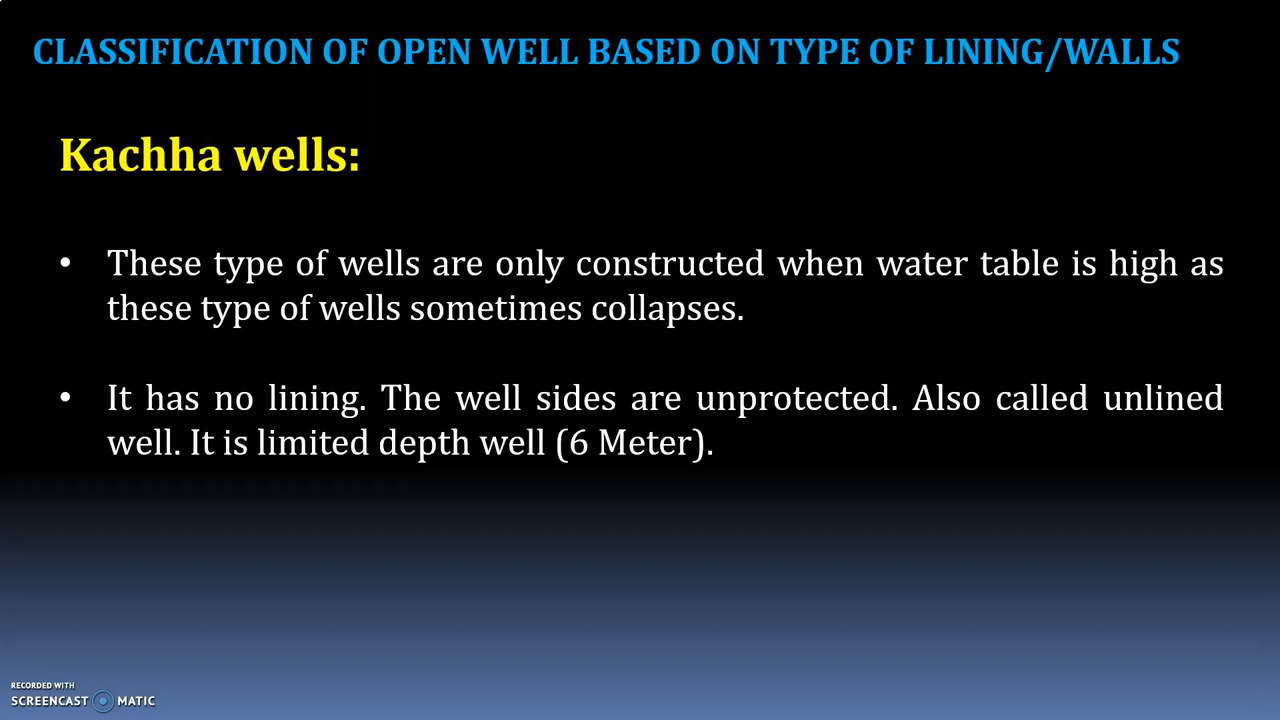 CLASSIFICATION OF OPEN WELL BASED ON TYPE OF LINING/WALLS
Kachha wells:
• These type of wells are only constructed when water table is high as
these type of wells sometimes collapses.
• It has no lining. The well sides are unprotected. Also called unlined
well. It is limited depth well (6 Meter).
RECORDED WITH
SCREENCAST MATIC